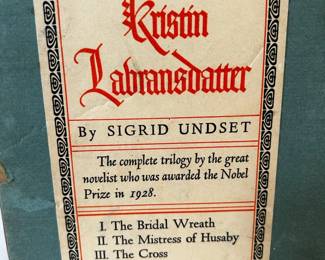 Kristin
Labransdatter
By SIGRID UNDSET
The complete trilogy by the great
novelist who was awarded the Nobel
Prize in 1928.
I. The Bridal Wreath
II. The Mistress of Husaby
III. The Cross